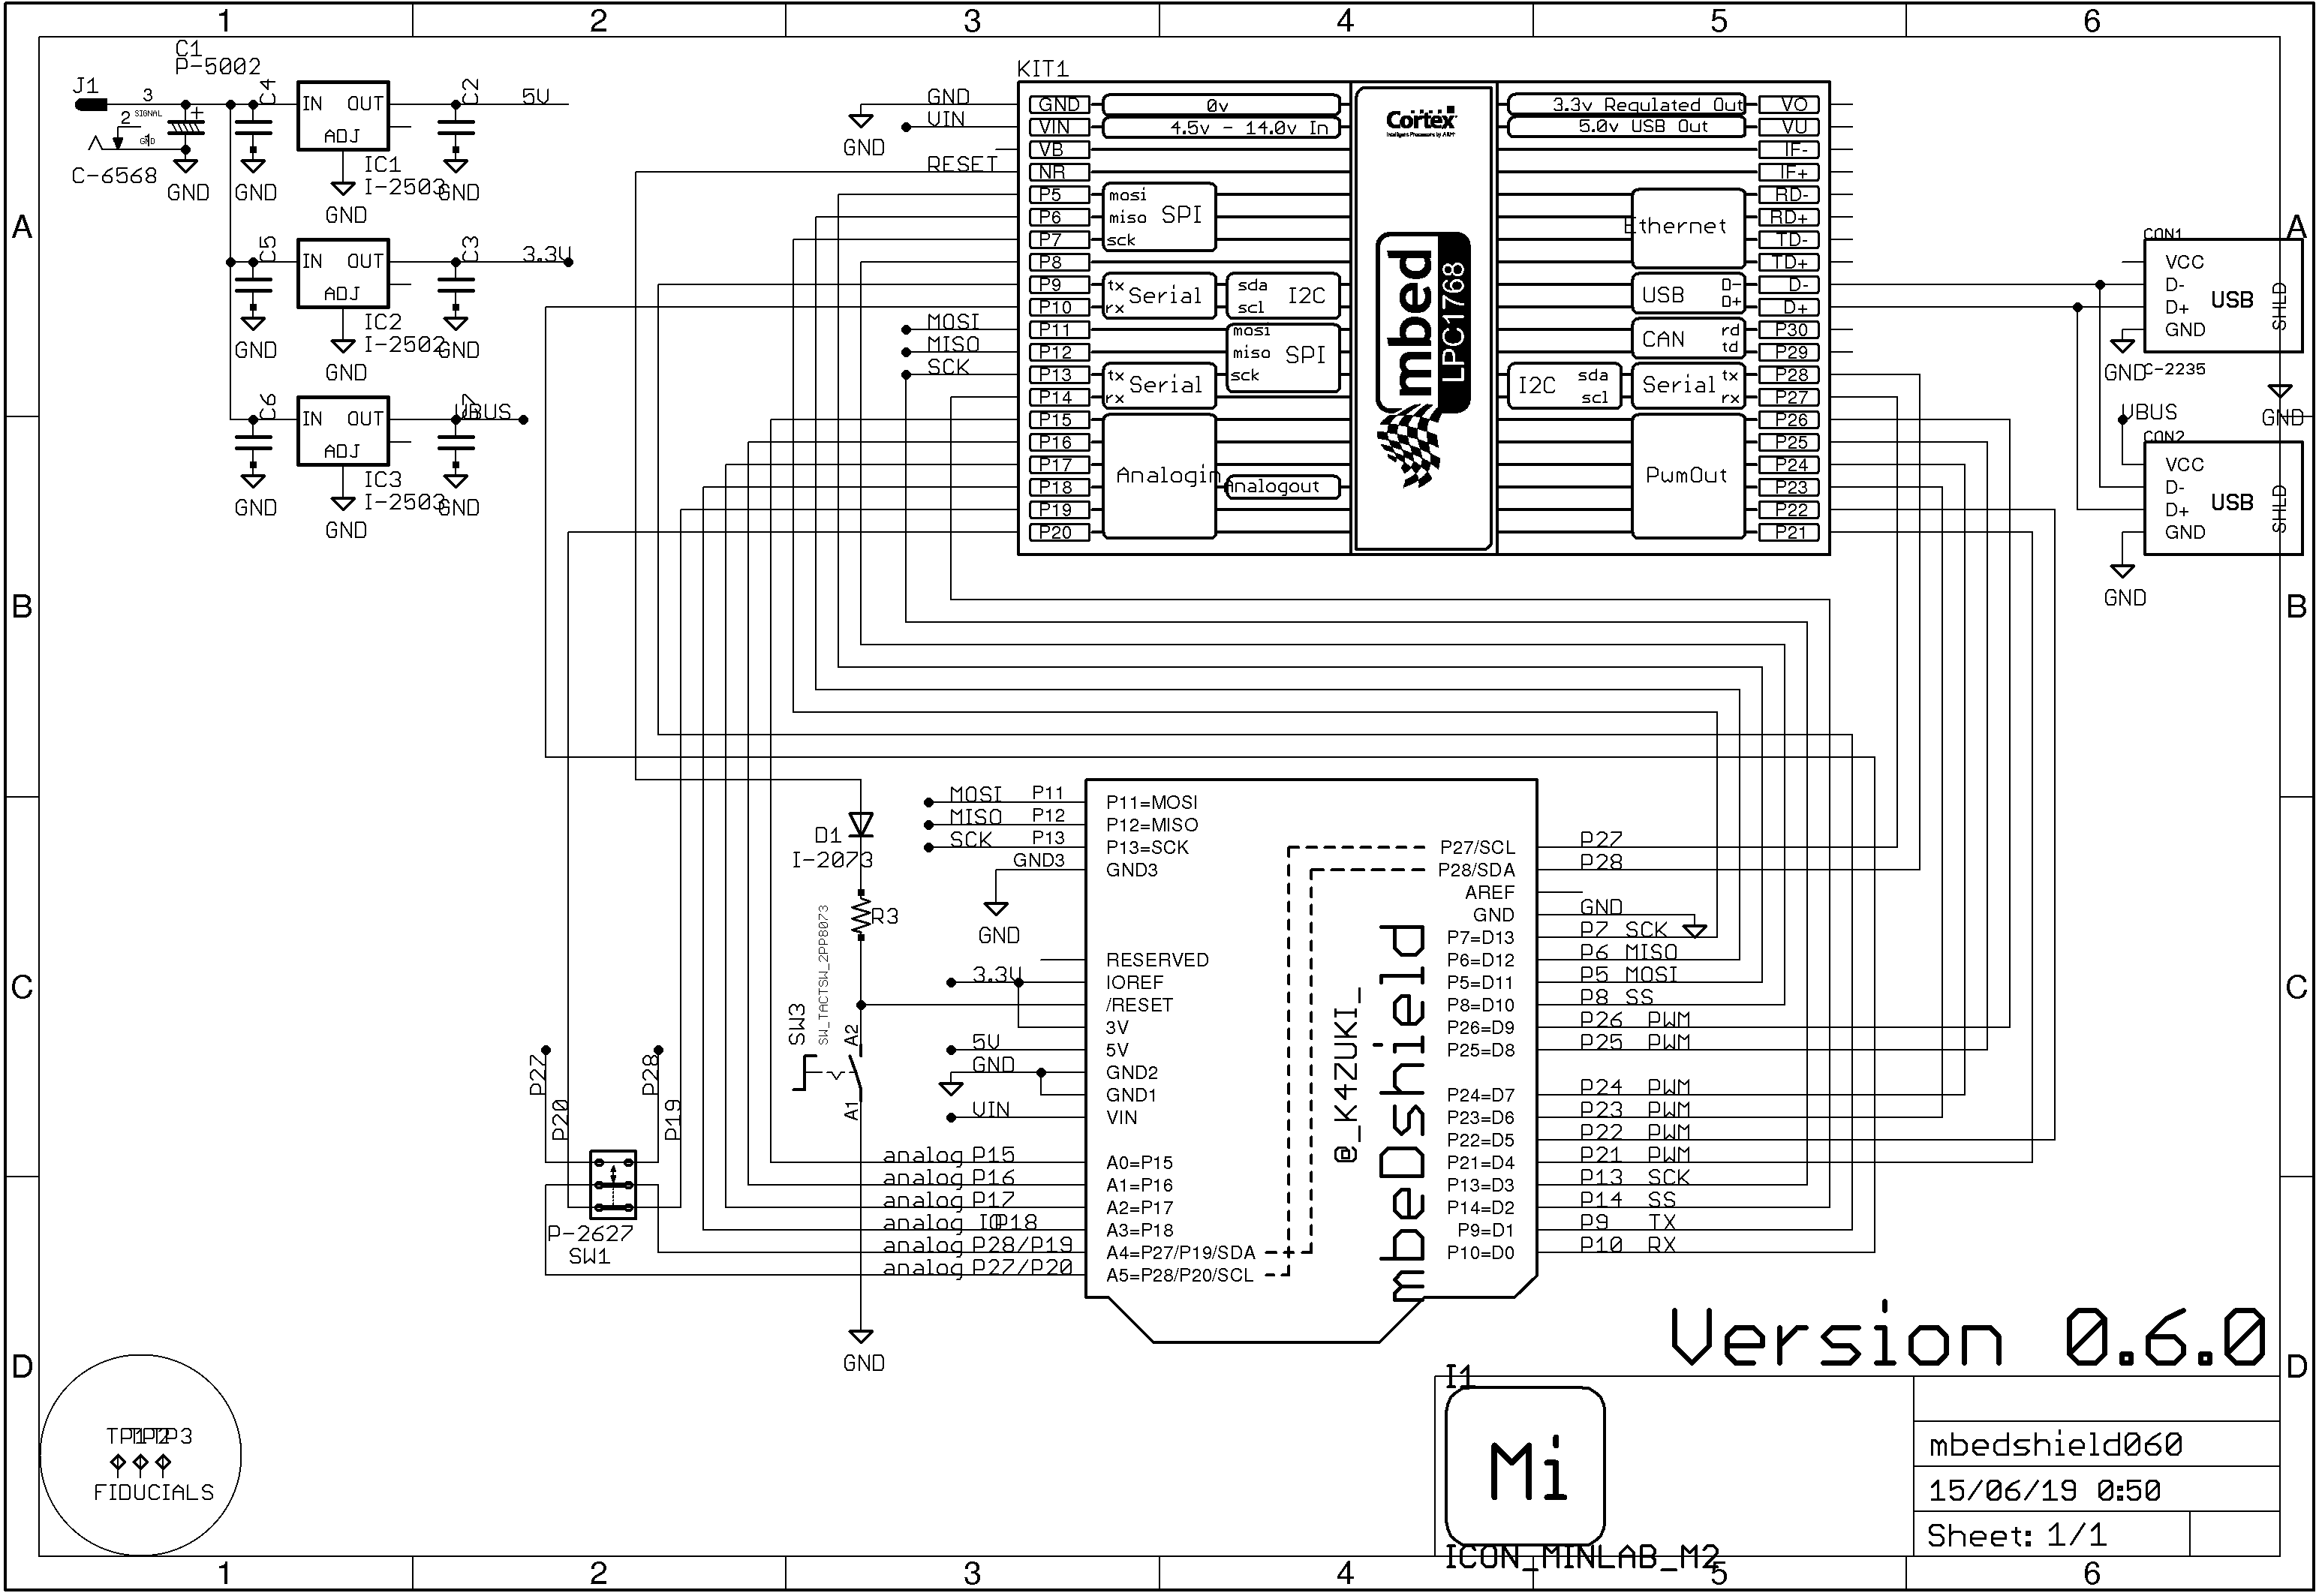 1 2 3 4 5 6
A
B
C
D
A
B
C
D
1 2 3 4 5 6
J1
3
2 SIGNAL
GND
C-6568
C1
P-5002
GND
C4
GND
IN OUT
ADJ
IC1
I-2503
GND
C2
GND
5V
C5
GND
IN OUT
ADJ
IC2
I-2502
GND
C3
GND
3.3V
C6
GND
IN OUT
ADJ
IC3
I-2503
GND
VBUS
GND
KIT1
GND
VIN
GND
RESET
MOSI
MISO
SCK
GND 0v
VIN 4.5v - 14.0v In
VB
NR
P5 mosi
P6 miso SPI
P7 sck
P8
P9 tx Serial sda I2C
P10 rx scl
P11 mosi
P12 miso SPI
P13 tx Serial sck
P14 rx
P15
P16
P17 Analogin
P18 Analogout
P19
P20
Cortex
Intelligent Processors by ARM
mbed
LPC1768
3.3v Regulated Out VO
5.0v USB Out VU
IF-
IF+
RD-
Ethernet RD+
TD-
TD+
USB D- D-
D+ D+
CAN rd P30
td P29
I2C sda Serial tx P28
scl rx P27
P26
P25
PwmOut P24
P23
P22
P21
CON1
VCC
D-
D+
GND
USB
SHLD
GND
C-2235
GND
VBUS
CON2
VCC
D-
D+
GND
USB
SHLD
GND
D1
I-2073
R3
SW3
SW_TACTSW_2PP8073
A2
A1
GND
P27
P20
P28
P19
P-2627
SW1
MOSI P11
MISO P12
SCK P13
GND3
GND
3.3V
5V
GND
VIN
analog P15
analog P16
analog P17
analog IO P18
analog P28/P19
analog P27/P20
P11=MOSI
P12=MISO
P13=SCK
GND3
RESERVED
IOREF
/RESET
3V
5V
GND2
GND1
VIN
A0=P15
A1=P16
A2=P17
A3=P18
A4=P27/P19/SDA
A5=P28/P20/SCL
@_K4ZUKI_
mbeDshield
P27/SCL
P28/SDA
AREF
GND
P7=D13
P6=D12
P5=D11
P8=D10
P26=D9
P25=D8
P24=D7
P23=D6
P22=D5
P21=D4
P13=D3
P14=D2
P9=D1
P10=D0
P27
P28
GND
P7 SCK
P6 MISO
P5 MOSI
P8 SS
P26 PWM
P25 PWM
P24 PWM
P23 PWM
P22 PWM
P21 PWM
P13 SCK
P14 SS
P9 TX
P10 RX
TP1 TP2 TP3
FIDUCIALS
Version 0.6.0
I1
Mi
ICON_MINLAB_M2
mbedshield060
15/06/19 0:50
Sheet: 1/1